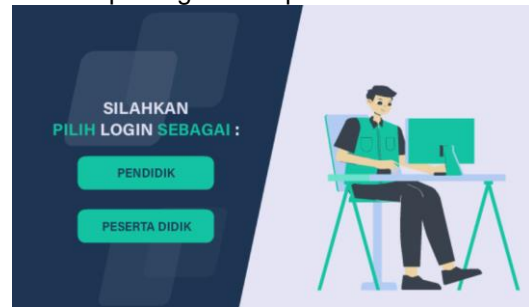 SILAHKAN
PILIH LOGIN SEBAGAI :
PENDIDIK
PESERTA DIDIK